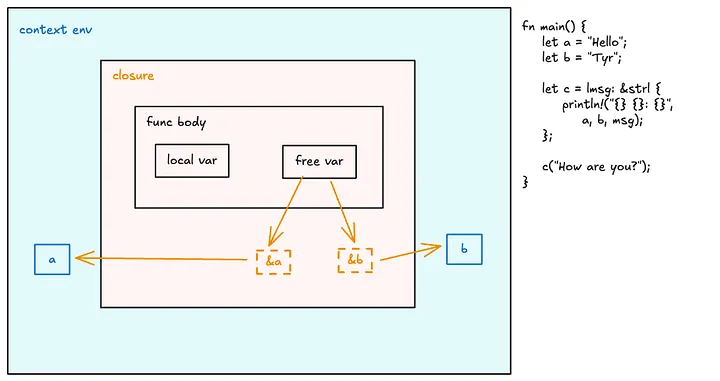 context env
closure
func body
local var
free var
&a
&b
a
b
fn main() {
let a = "Hello";
let b = "Tyr";
let c = |msg: &str| {
println!("{} {}: {}",
a, b, msg);
};
c("How are you?");
}